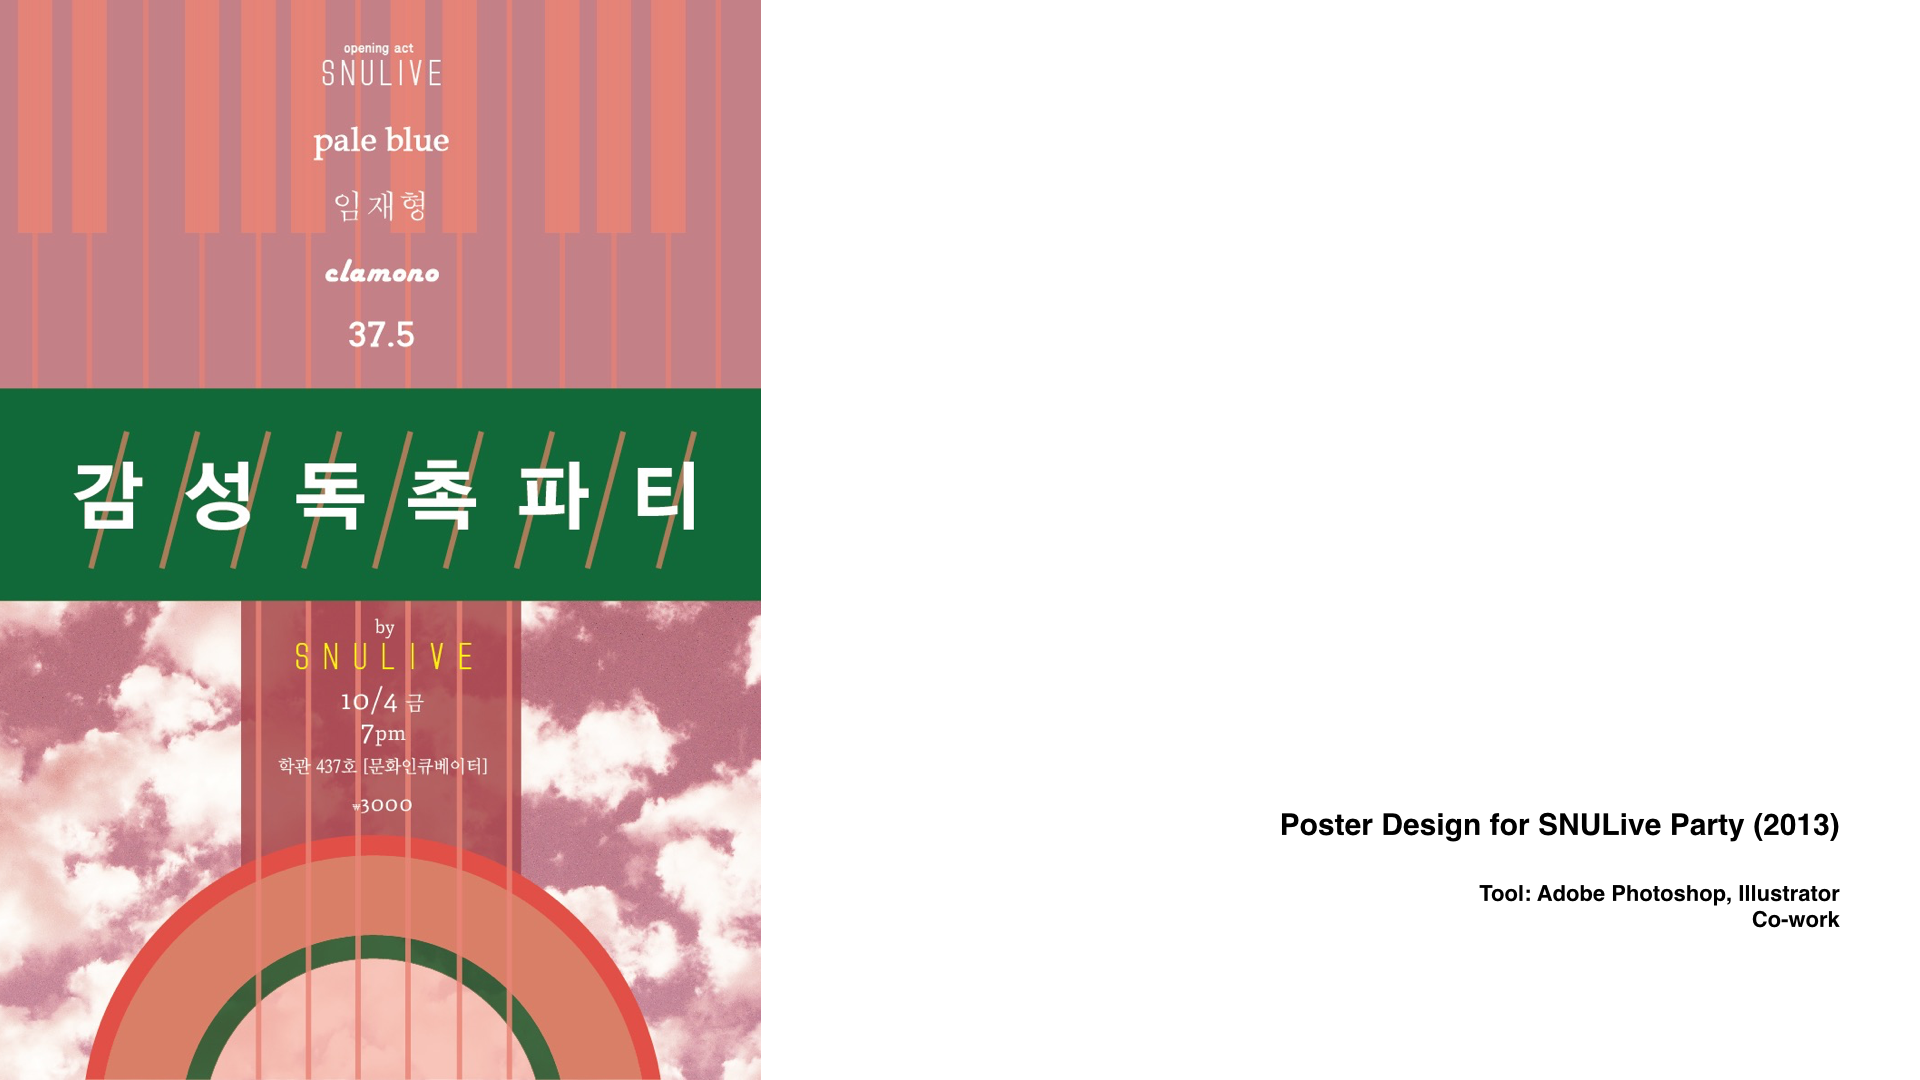 opening act
SNULIVE
pale blue
임재형
clamono
37.5
감성독촉파티
by
SNULIVE
10/4 금
7pm
학관 437호 [문화인큐베이터]
₩3000
Poster Design for SNULive Party (2013)
Tool: Adobe Photoshop, Illustrator
Co-work